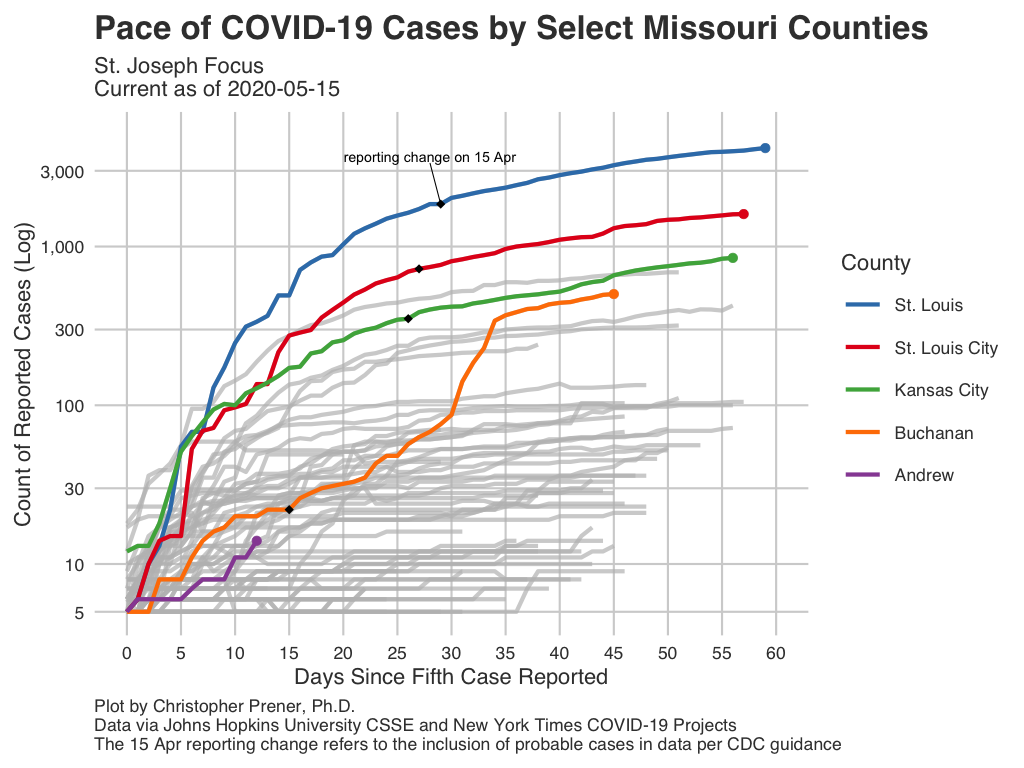 Pace of COVID-19 Cases by Select Missouri Counties
St. Joseph Focus
Current as of 2020-05-15
reporting change on 15 Apr
3,000
1,000
300
100
30
10
5
Count of Reported Cases (Log)
0 5 10 15 20 25 30 35 40 45 50 55 60
Days Since Fifth Case Reported
County
St. Louis
St. Louis City
Kansas City
Buchanan
Andrew
Plot by Christopher Prener, Ph.D.
Data via Johns Hopkins University CSSE and New York Times COVID-19 Projects
The 15 Apr reporting change refers to the inclusion of probable cases in data per CDC guidance